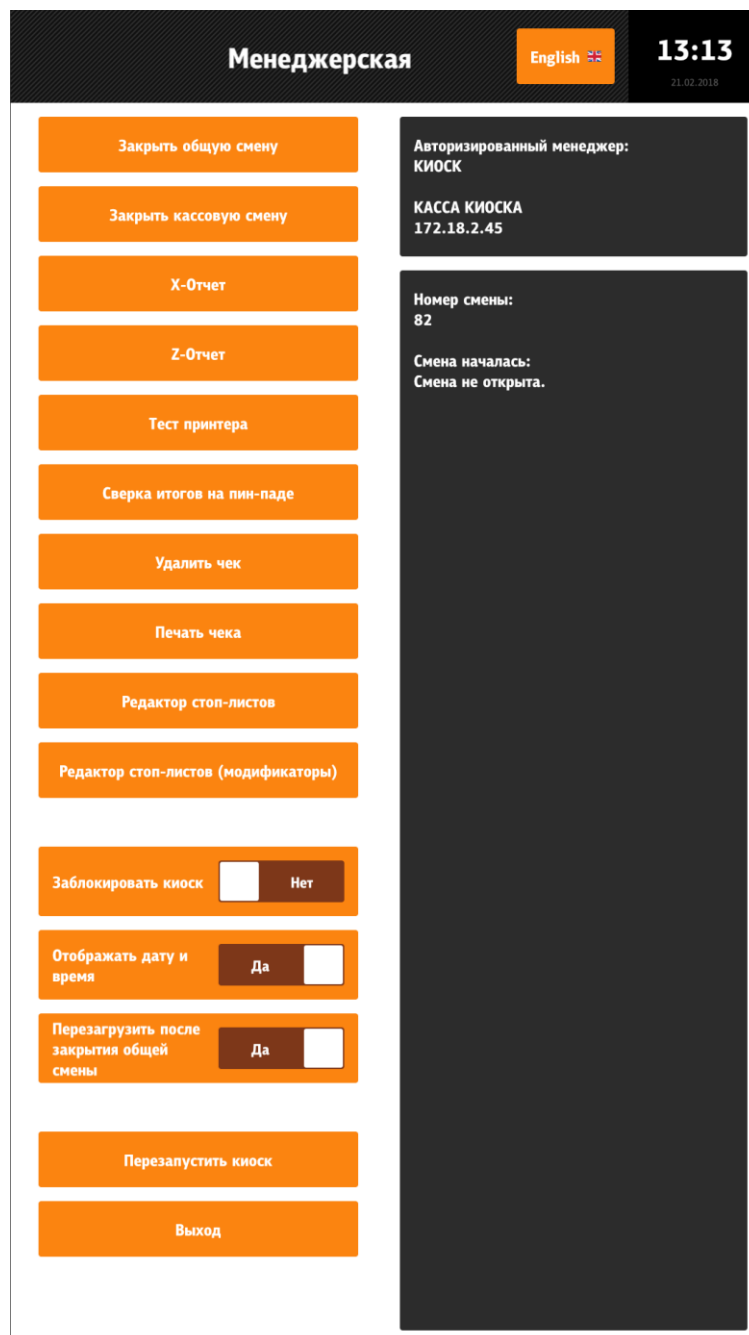 Менеджерская
English
13:13
21.02.2018
Закрыть общую смену
Закрыть кассовую смену
X-Отчет
Z-Отчет
Тест принтера
Сверка итогов на пин-паде
Удалить чек
Печать чека
Редактор стоп-листов
Редактор стоп-листов (модификаторы)
Заблокировать киоск
Нет
Отображать дату и
время
Да
Перезагрузить после
закрытия общей
смены
Да
Перезапустить киоск
Выход
Авторизированный менеджер:
КИОСК
КАССА КИОСКА
172.18.2.45
Номер смены:
82
Смена началась:
Смена не открыта.